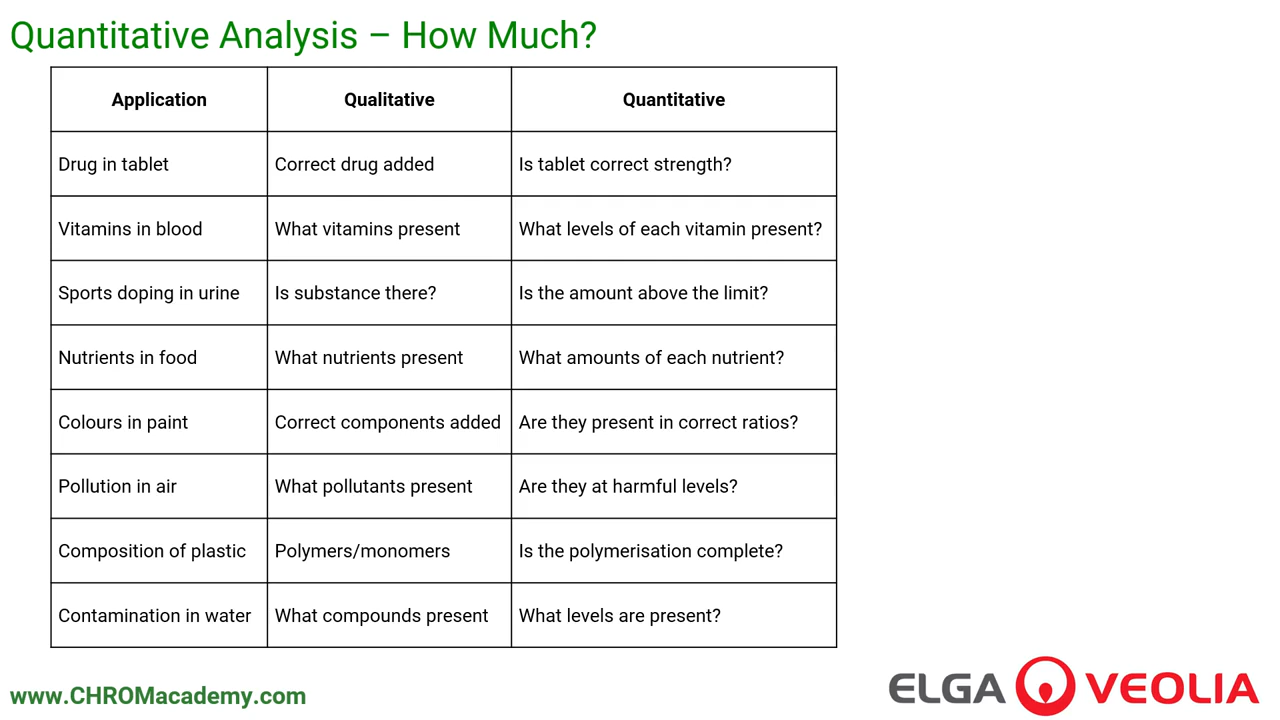 Quantitative Analysis – How Much?
Application Qualitative Quantitative
Drug in tablet Correct drug added Is tablet correct strength?
Vitamins in blood What vitamins present What levels of each vitamin present?
Sports doping in urine Is substance there? Is the amount above the limit?
Nutrients in food What nutrients present What amounts of each nutrient?
Colours in paint Correct components added Are they present in correct ratios?
Pollution in air What pollutants present Are they at harmful levels?
Composition of plastic Polymers/monomers Is the polymerisation complete?
Contamination in water What compounds present What levels are present?
www.CHROMacademy.com
ELGA VEOLIA